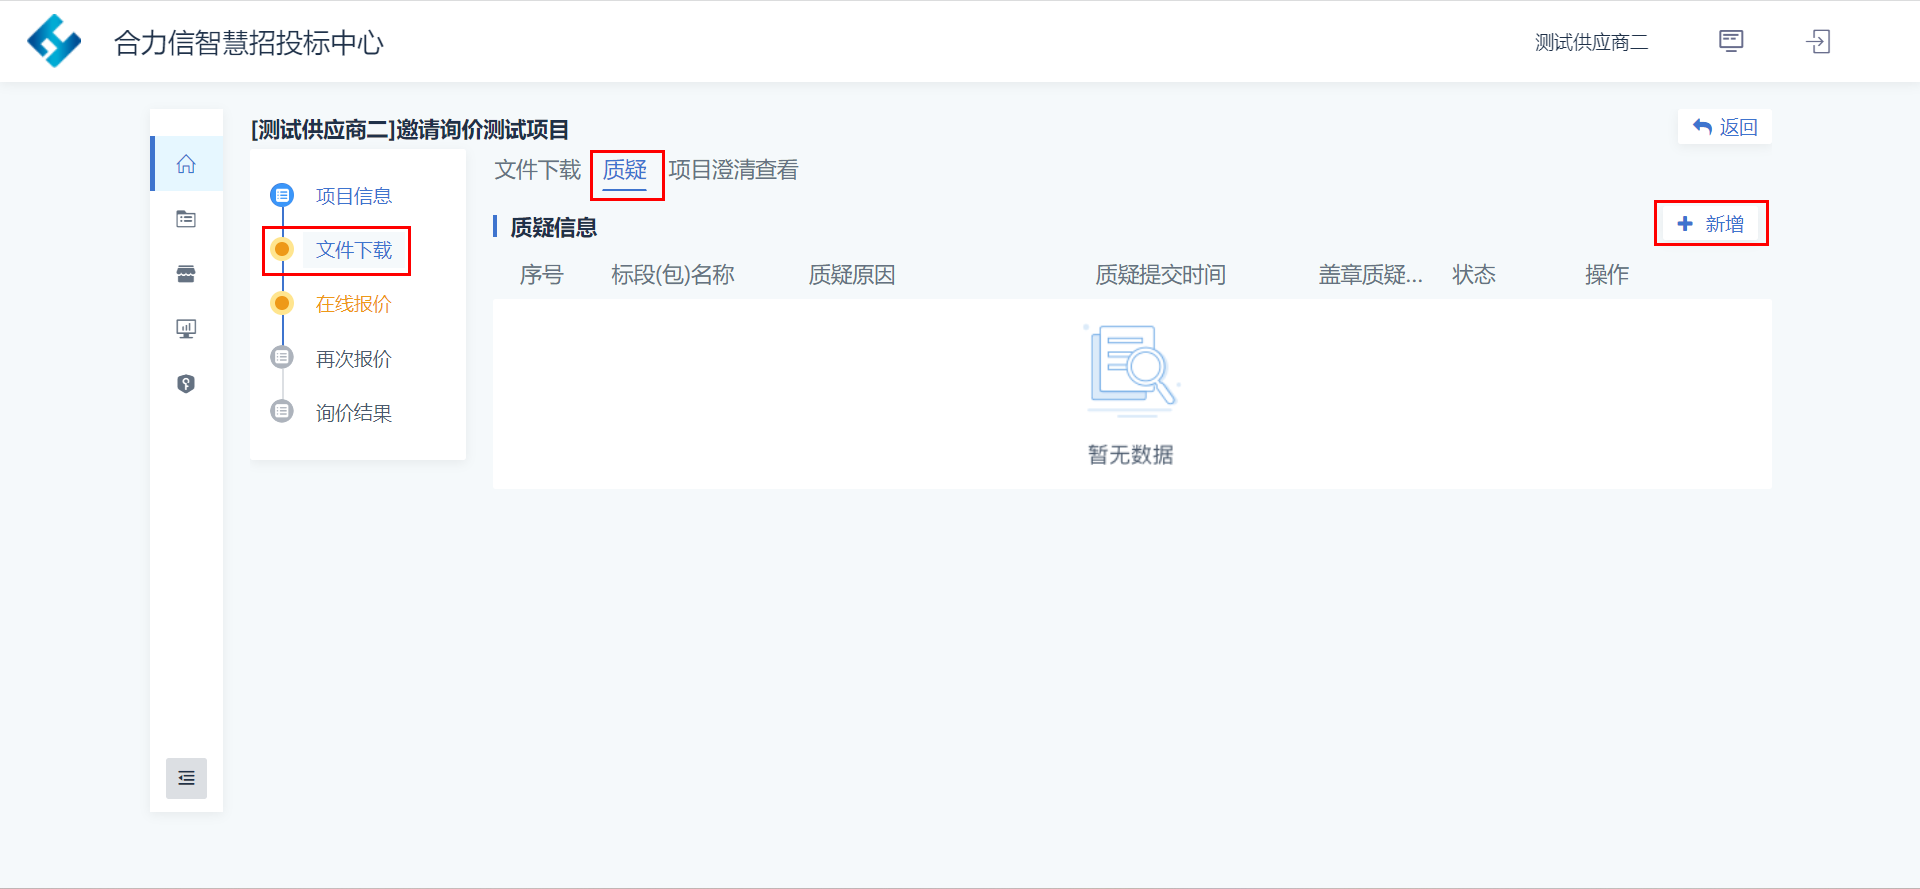 合力信智慧招投标中心
测试供应商二
[测试供应商二]邀请询价测试项目
返回
项目信息
文件下载
在线报价
再次报价
询价结果
文件下载 质疑 项目澄清查看
质疑信息
新增
序号 标段(包)名称 质疑原因 质疑提交时间 盖章质疑... 状态 操作
暂无数据